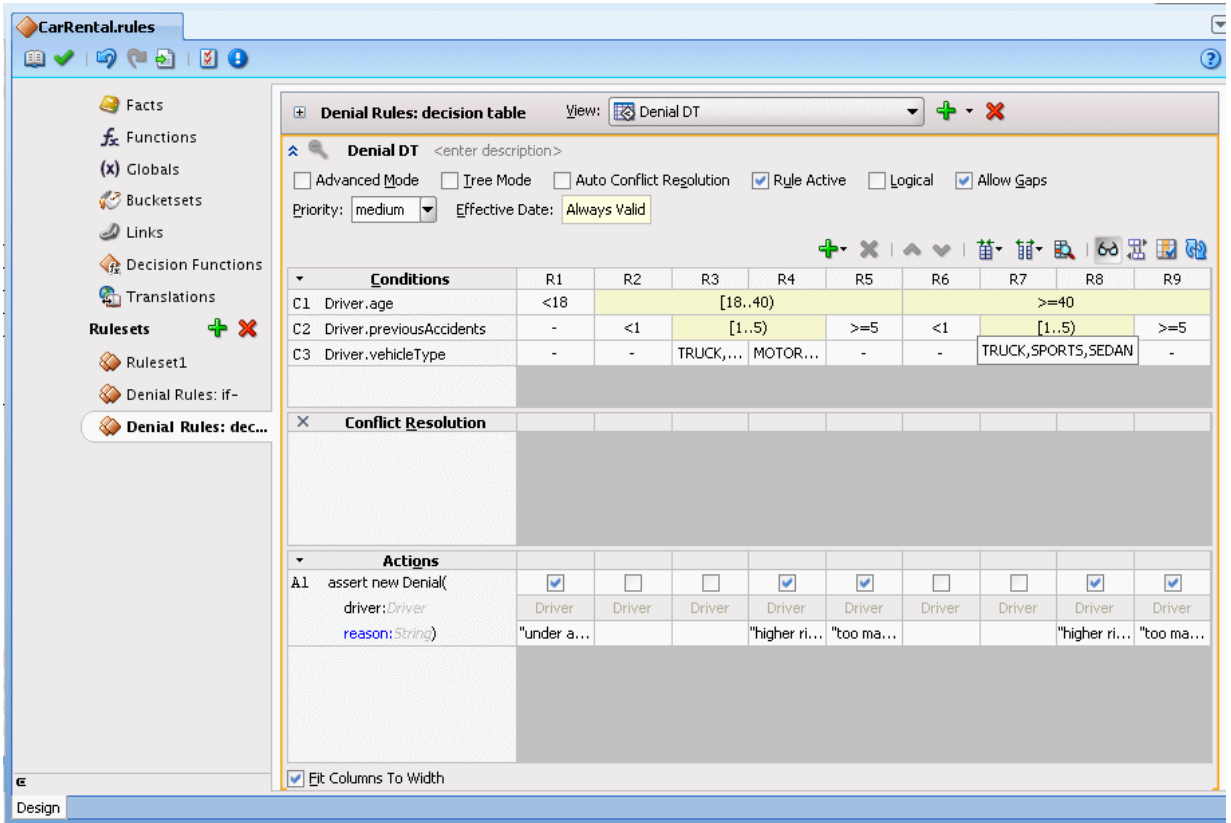 CarRental.rules
Facts
Functions
Globals
Bucketsets
Links
Decision Functions
Translations
Rulesets
Ruleset1
Denial Rules: if-
Denial Rules: dec...
Denial Rules: decision table View: Denial DT
Denial DT <enter description>
Advanced Mode Tree Mode Auto Conflict Resolution Rule Active Logical Allow Gaps
Priority: medium Effective Date: Always Valid
Conditions R1 R2 R3 R4 R5 R6 R7 R8 R9
C1 Driver.age <18 [18..40) >=40
C2 Driver.previousAccidents - <1 [1..5) >=5 <1 [1..5) >=5
C3 Driver.vehicleType - - TRUCK,... MOTOR... - - TRUCK,SPORTS,SEDAN -
Conflict Resolution
Actions
A1 assert new Denial(
driver:Driver Driver Driver Driver Driver Driver Driver Driver Driver Driver
reason:String) "under a... "higher ri... "too ma... "higher ri... "too ma...
Fit Columns To Width
Design